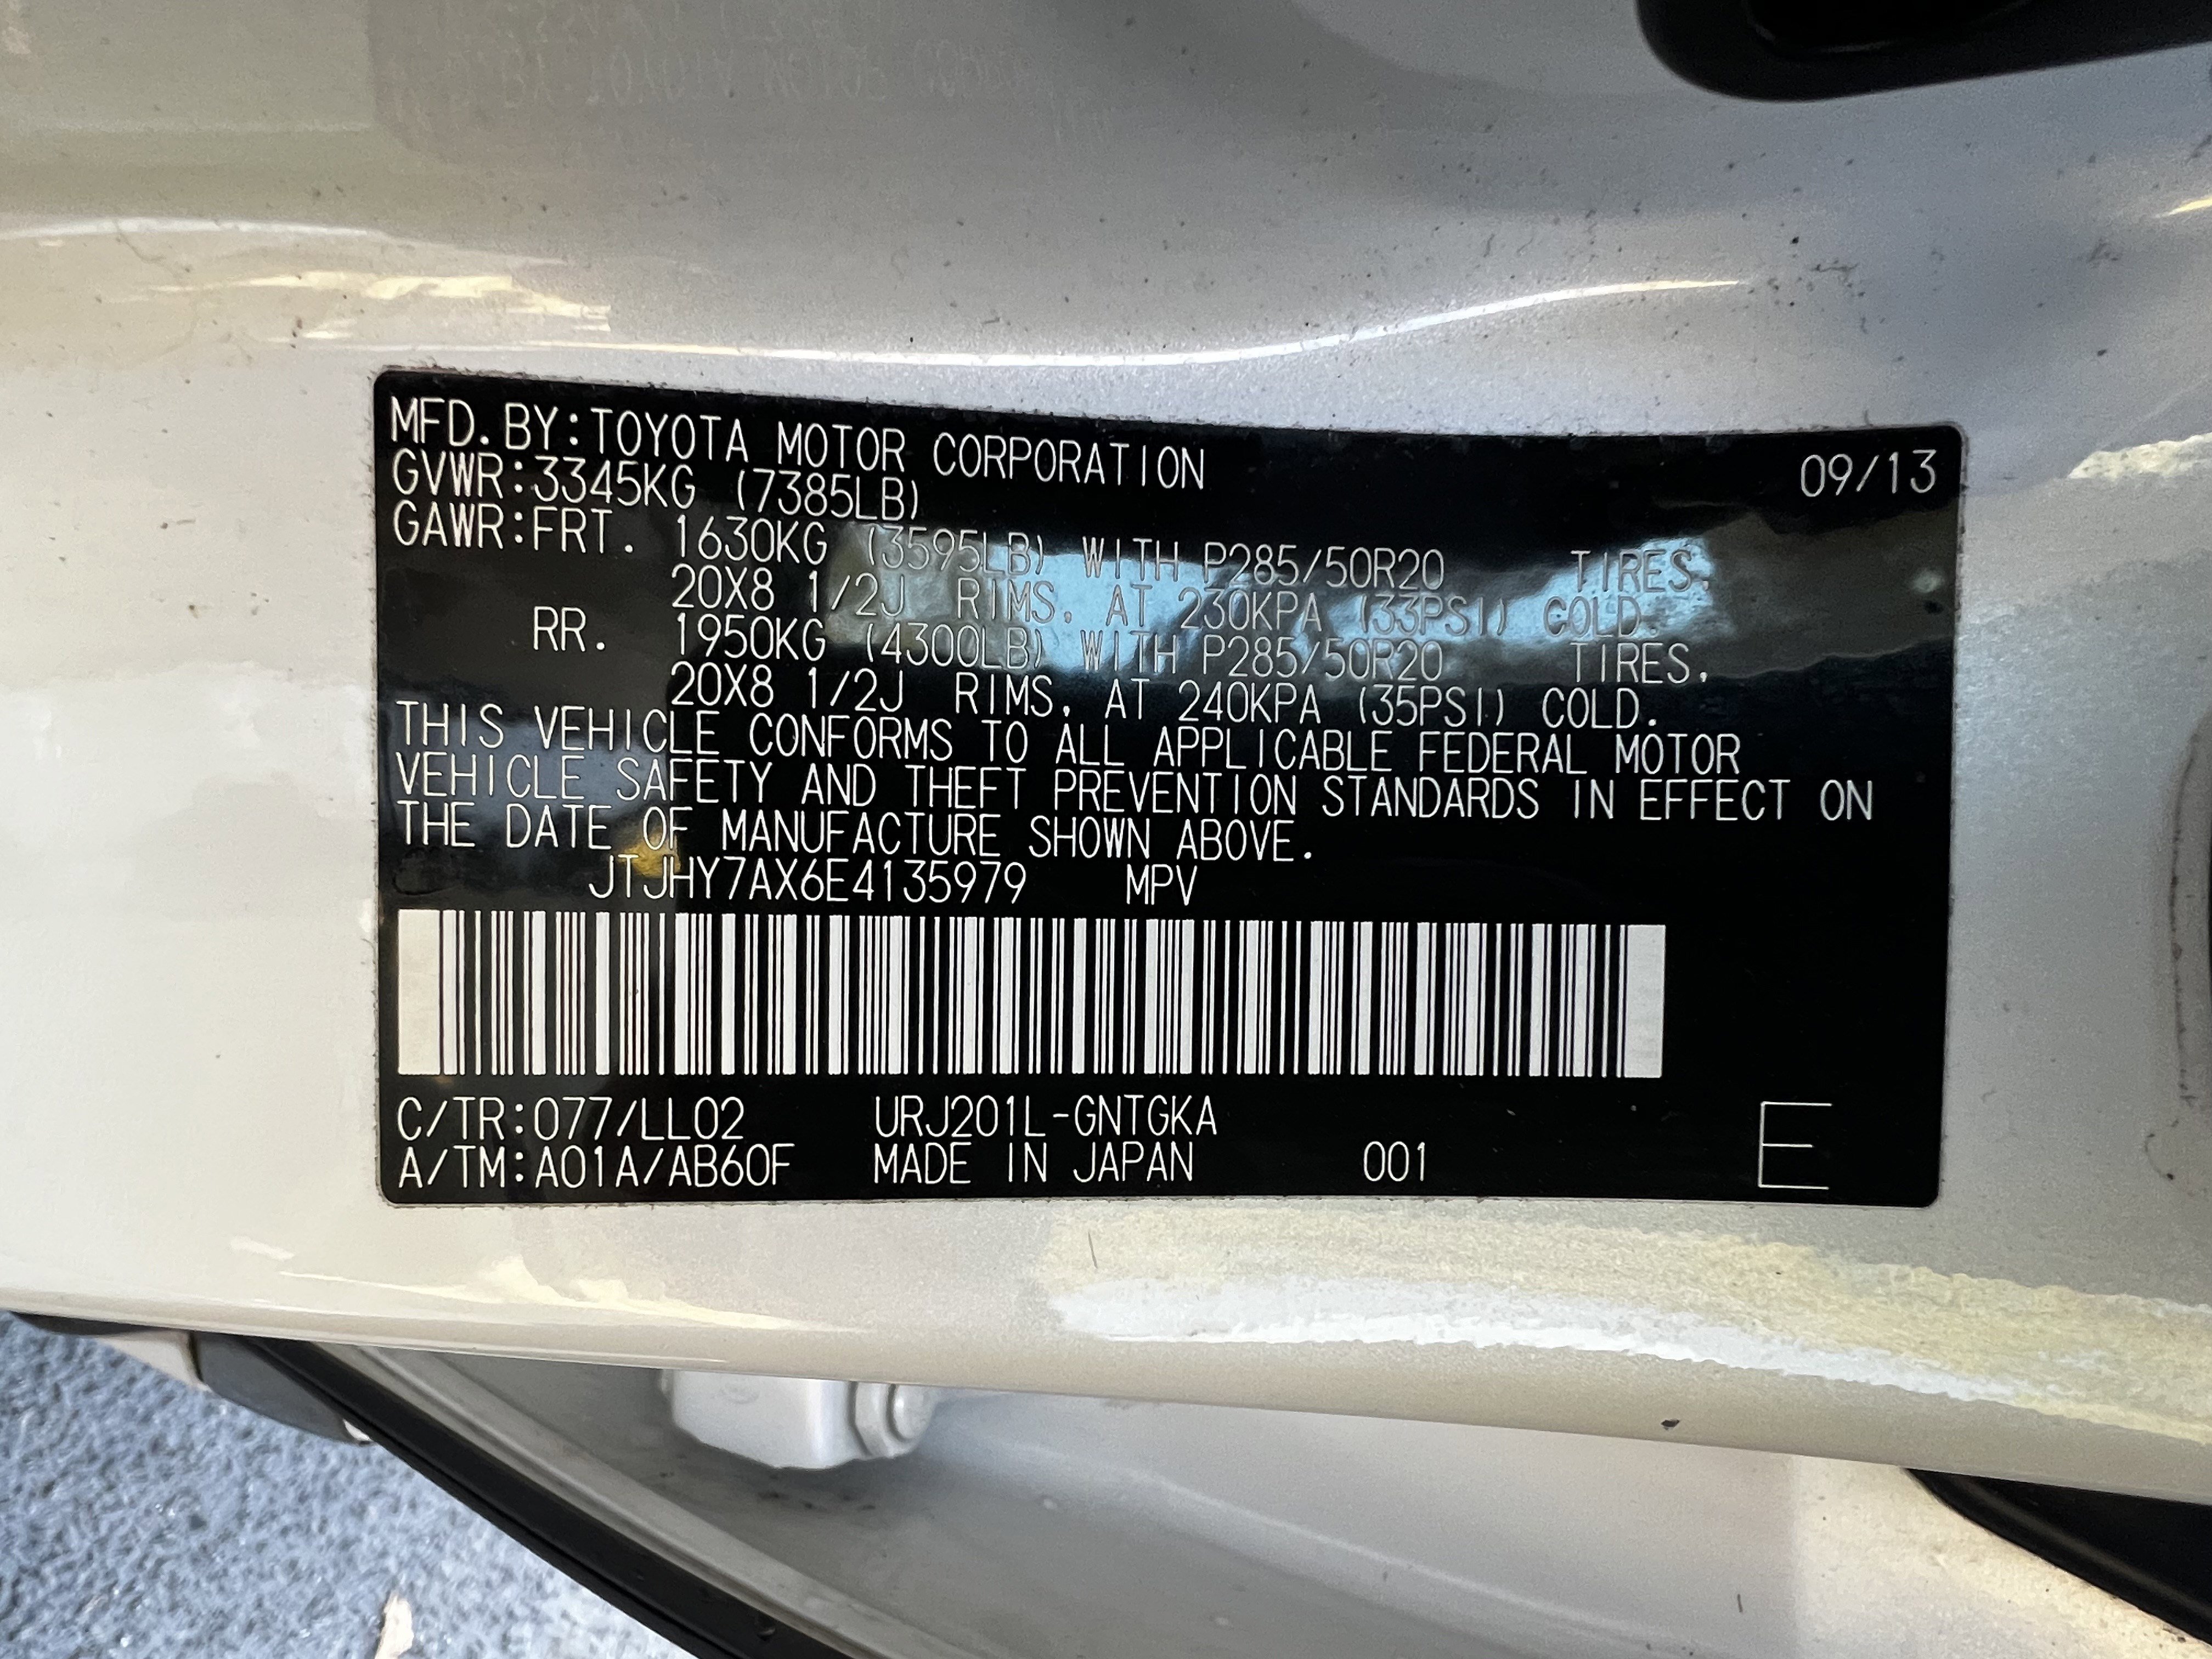 MFD.BY:TOYOTA MOTOR CORPORATION 09/13
GVWR:3345KG (7385LB)
GAWR:FRT. 1630KG (3595LB) WITH P285/50R20 TIRES,
20X8 1/2J RIMS, AT 230KPA (33PSI) COLD.
RR. 1950KG (4300LB) WITH P285/50R20 TIRES,
20X8 1/2J RIMS, AT 240KPA (35PSI) COLD.
THIS VEHICLE CONFORMS TO ALL APPLICABLE FEDERAL MOTOR
VEHICLE SAFETY AND THEFT PREVENTION STANDARDS IN EFFECT ON
THE DATE OF MANUFACTURE SHOWN ABOVE.
JTJHY7AX6E4135979 MPV
C/TR:077/LL02 URJ201L-GNTGKA
A/TM:A01A/AB60F MADE IN JAPAN 001 E